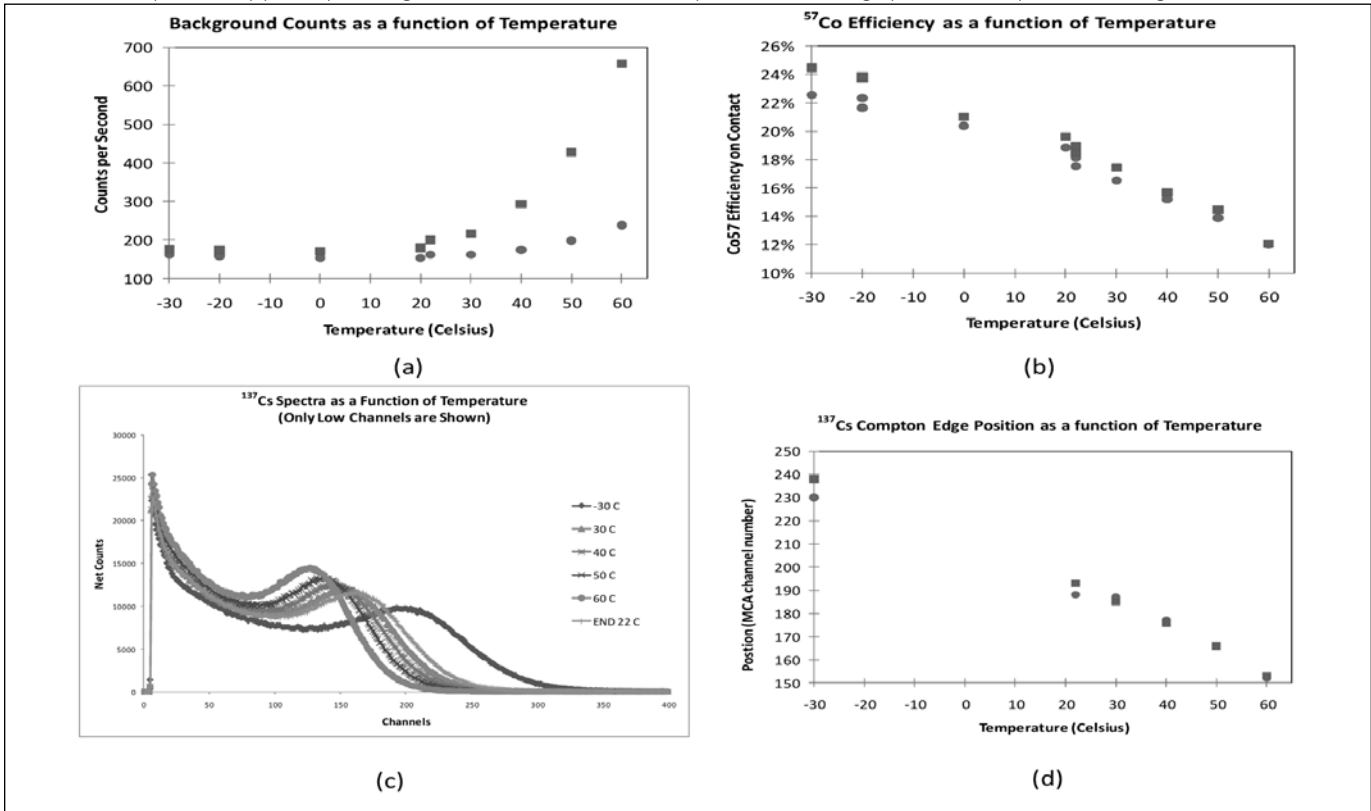 Background Counts as a function of Temperature
700
600
500
400
300
200
100
Counts per Second
-30 -20 -10 0 10 20 30 40 50 60
Temperature (Celsius)
(a)
57Co Efficiency as a function of Temperature
26%
24%
22%
20%
18%
16%
14%
12%
10%
Co57 Efficiency on Contact
-30 -20 -10 0 10 20 30 40 50 60
Temperature (Celsius)
(b)
137Cs Spectra as a Function of Temperature
(Only Low Channels are Shown)
30000
25000
20000
15000
10000
5000
0
Net Counts
-30 C
30 C
40 C
50 C
60 C
END 22 C
0 50 100 150 200 250 300 350 400
Channels
(c)
137Cs Compton Edge Position as a function of Temperature
250
240
230
220
210
200
190
180
170
160
150
Postion (MCA channel number)
-30 -20 -10 0 10 20 30 40 50 60
Temperature (Celsius)
(d)